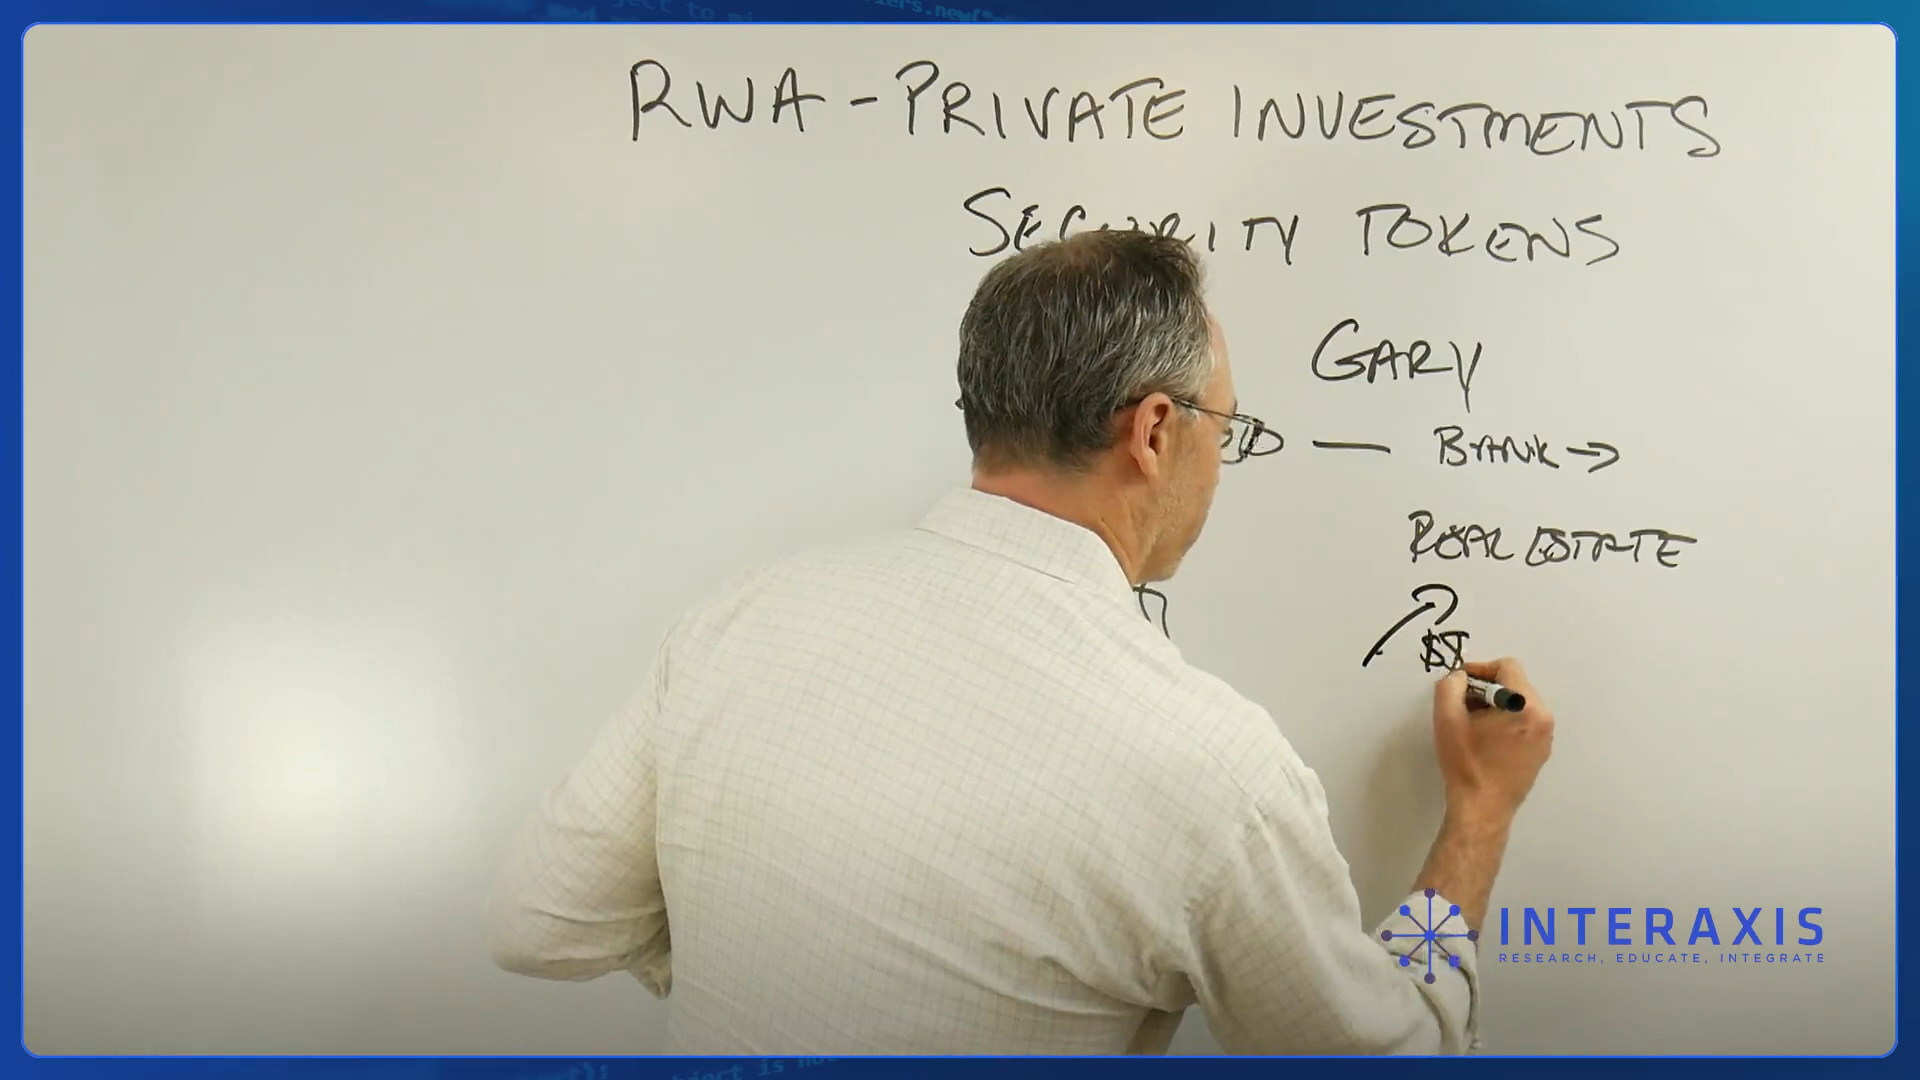 RWA - PRIVATE INVESTMENTS
SECURITY TOKENS
GARY
— BANK →
REAL ESTATE
$$
INTERAXIS
RESEARCH, EDUCATE, INTEGRATE